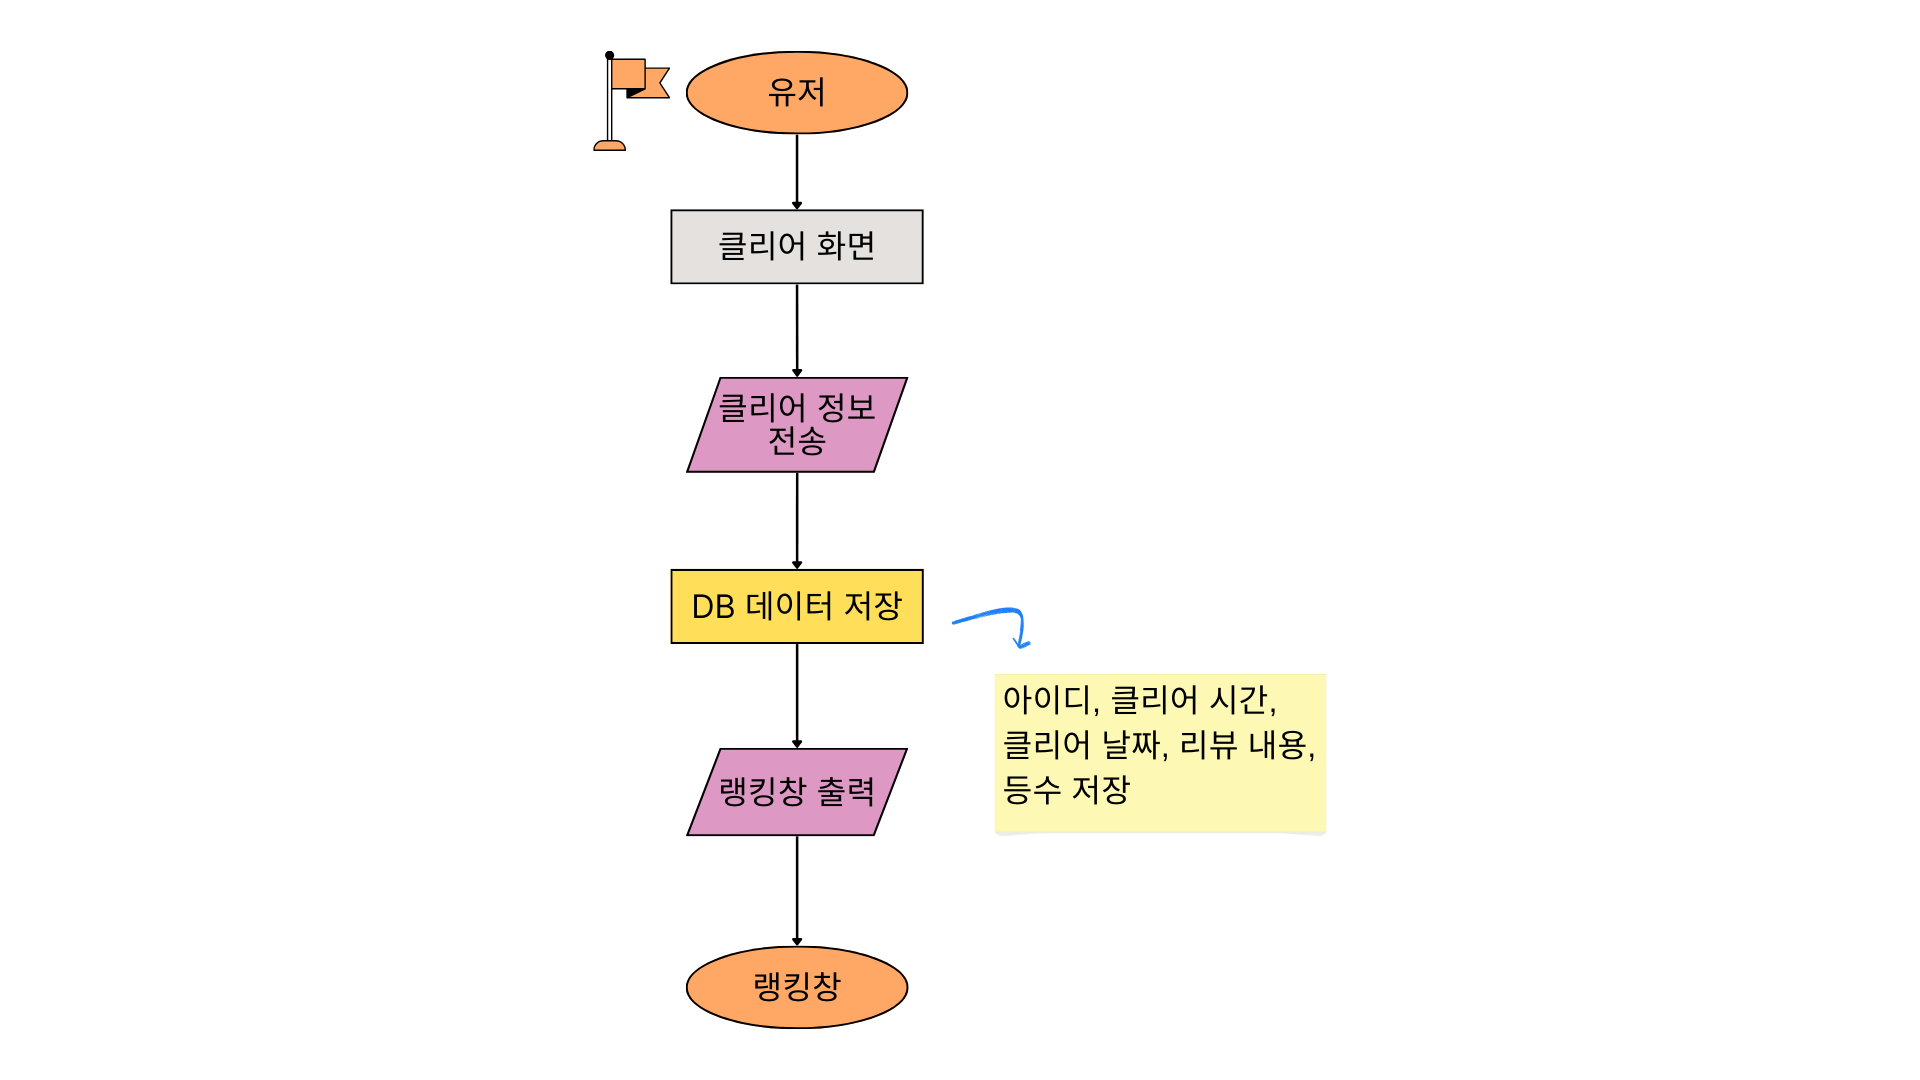 유저
클리어 화면
클리어 정보
전송
DB 데이터 저장
아이디, 클리어 시간,
클리어 날짜, 리뷰 내용,
등수 저장
랭킹창 출력
랭킹창